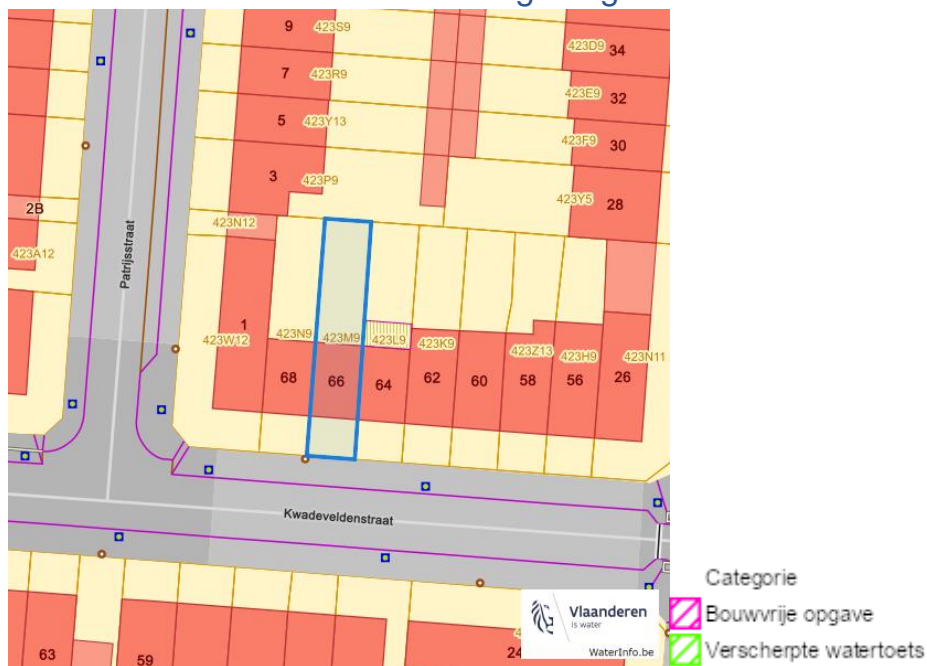 9
423S9
423D9
34
7
423R9
423E9
32
5
423Y13
423F9
30
3
423P9
423Y5
28
2B
423N12
423A12
Patrijsstraat
1
423W12
423N9
423M9
423L9
423K9
423Z13
423H9
423N11
68
66
64
62
60
58
56
26
Kwadeveldenstraat
63
59
24
Vlaanderen
is water
WaterInfo.be
Categorie
Bouwvrije opgave
Verscherpte watertoets